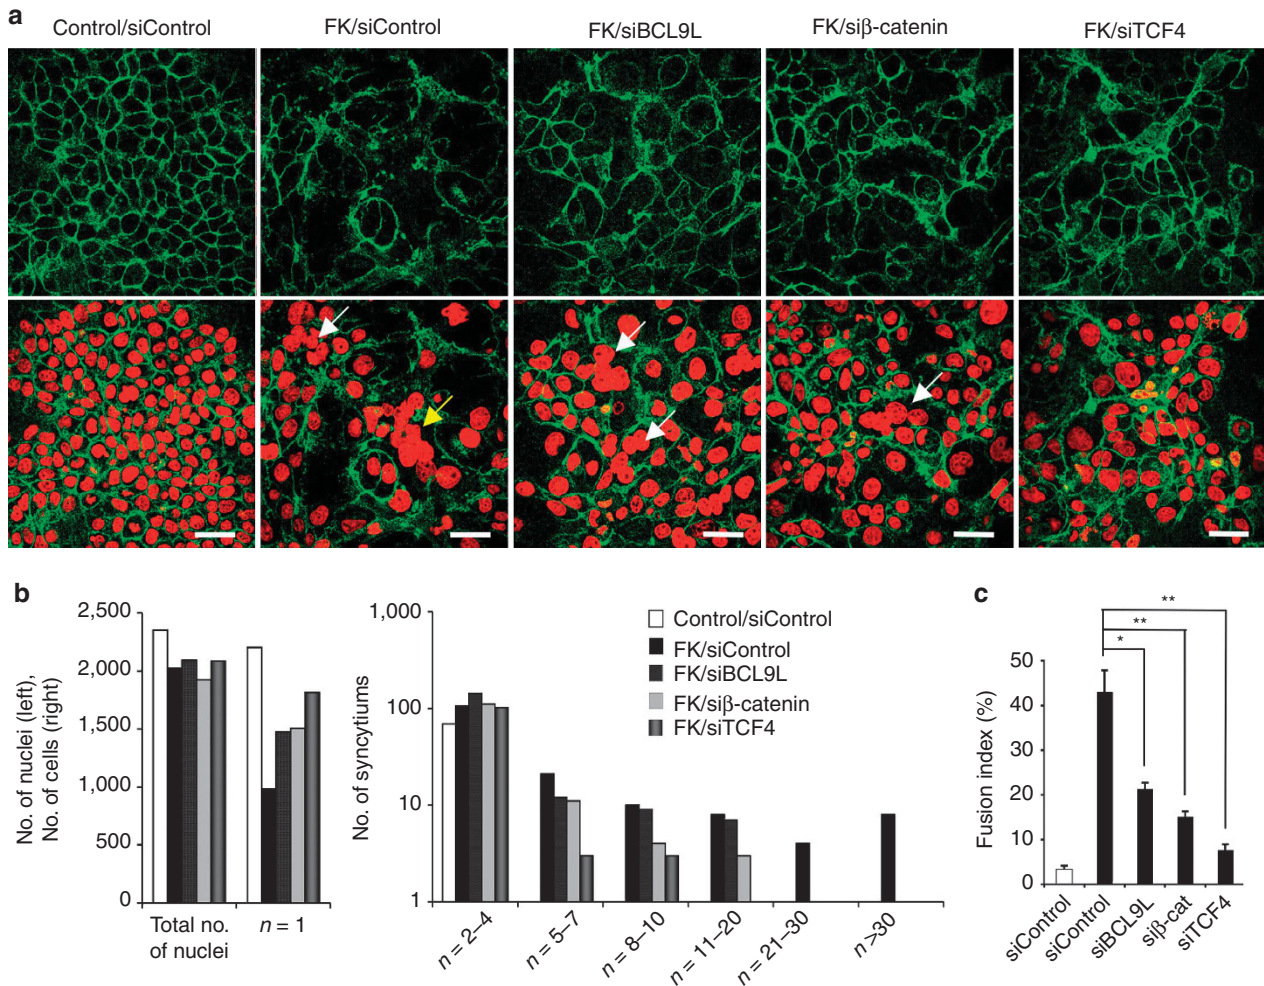 a
Control/siControl
FK/siControl
FK/siBCL9L
FK/siβ-catenin
FK/siTCF4
b
No. of nuclei (left),
No. of cells (right)
2,500
2,000
1,500
1,000
500
0
Total no.
of nuclei
n = 1
No. of syncytiums
1,000
100
10
1
n = 2–4
n = 5–7
n = 8–10
n = 11–20
n = 21–30
n >30
Control/siControl
FK/siControl
FK/siBCL9L
FK/siβ-catenin
FK/siTCF4
c
Fusion index (%)
50
40
30
20
10
0
*
**
**
siControl
siControl
siBCL9L
siβ-cat
siTCF4